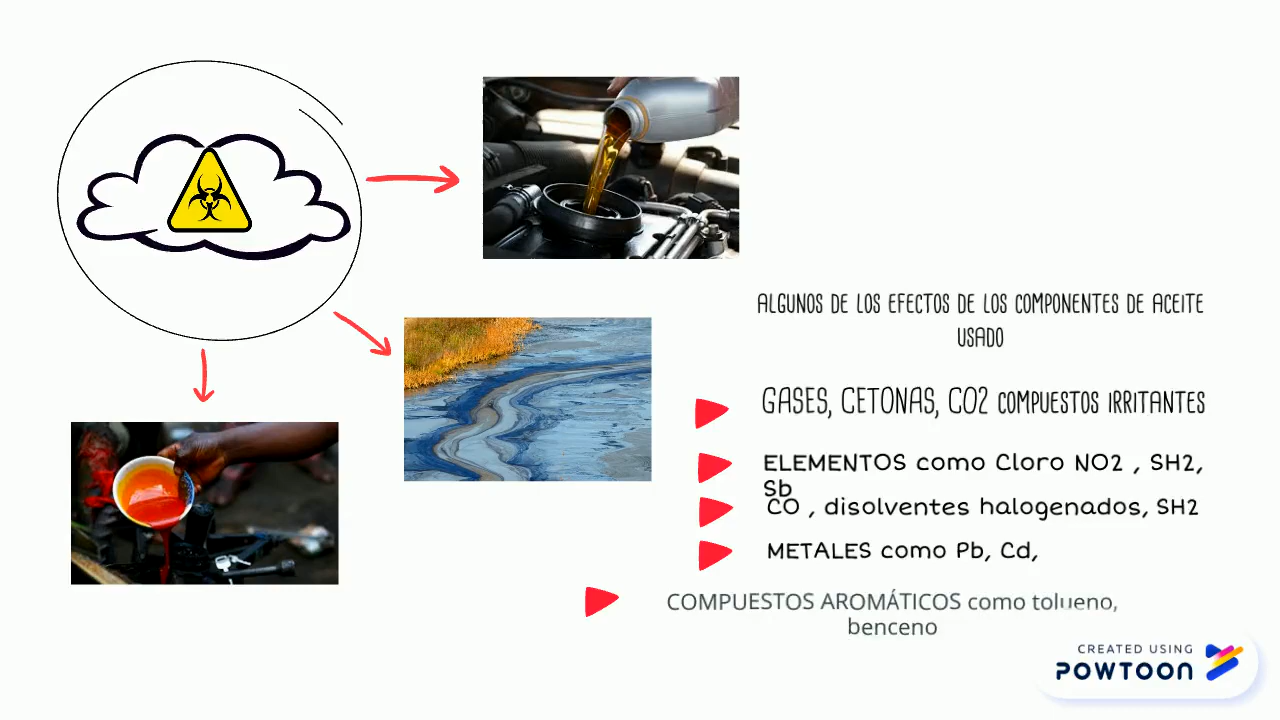 ALGUNOS DE LOS EFECTOS DE LOS COMPONENTES DE ACEITE
USADO
GASES, CETONAS, CO2 COMPUESTOS IRRITANTES
ELEMENTOS como Cloro NO2 , SH2,
Sb
CO , disolventes halogenados, SH2
METALES como Pb, Cd,
COMPUESTOS AROMÁTICOS como tolueno,
benceno
CREATED USING
POWTOON